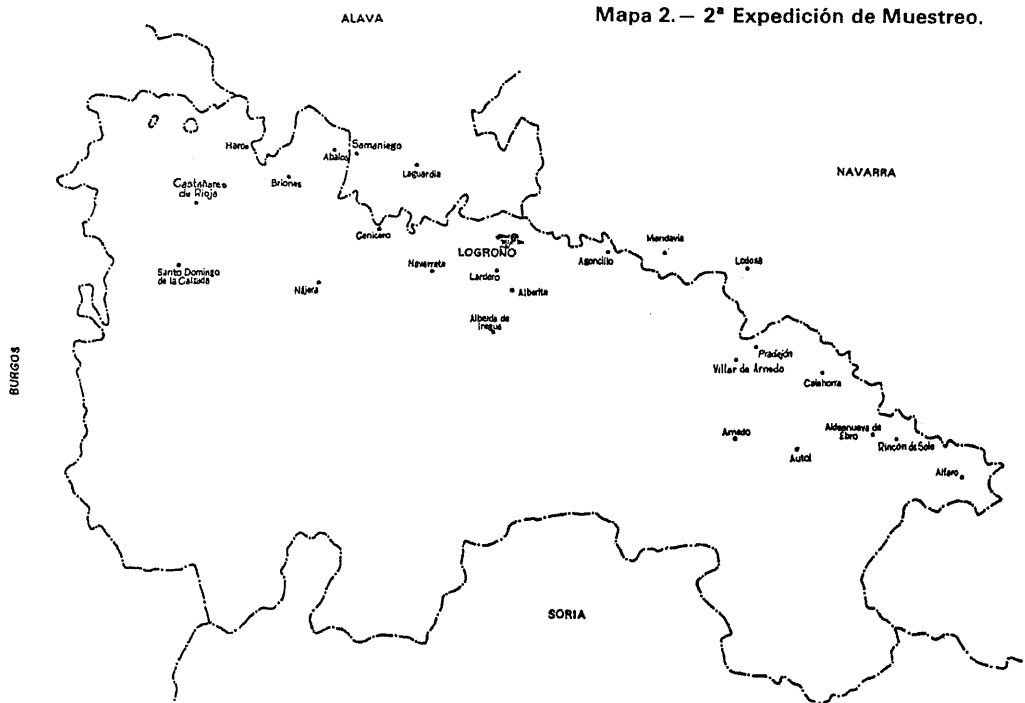 Mapa 2.— 2ª Expedición de Muestreo.
ALAVA
NAVARRA
BURGOS
SORIA
Haro
Abalos
Samaniego
Laguardia
Briones
Castañares
de Rioja
Cenicero
LOGROÑO
Navarrete
Lardero
Alberite
Alberda de
Iregua
Santo Domingo
de la Calzada
Nájera
Agoncillo
Mendavia
Lodosa
Pradejón
Villar de Arnedo
Calahorra
Arnedo
Autol
Aldeanueva de
Ebro
Rincón de Soto
Alfaro